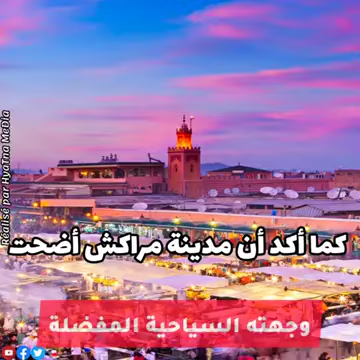 كما أكد أن مدينة مراكش أضحت
وجهته السياحية المفضلة
Réalisé par HyaTna MeDia